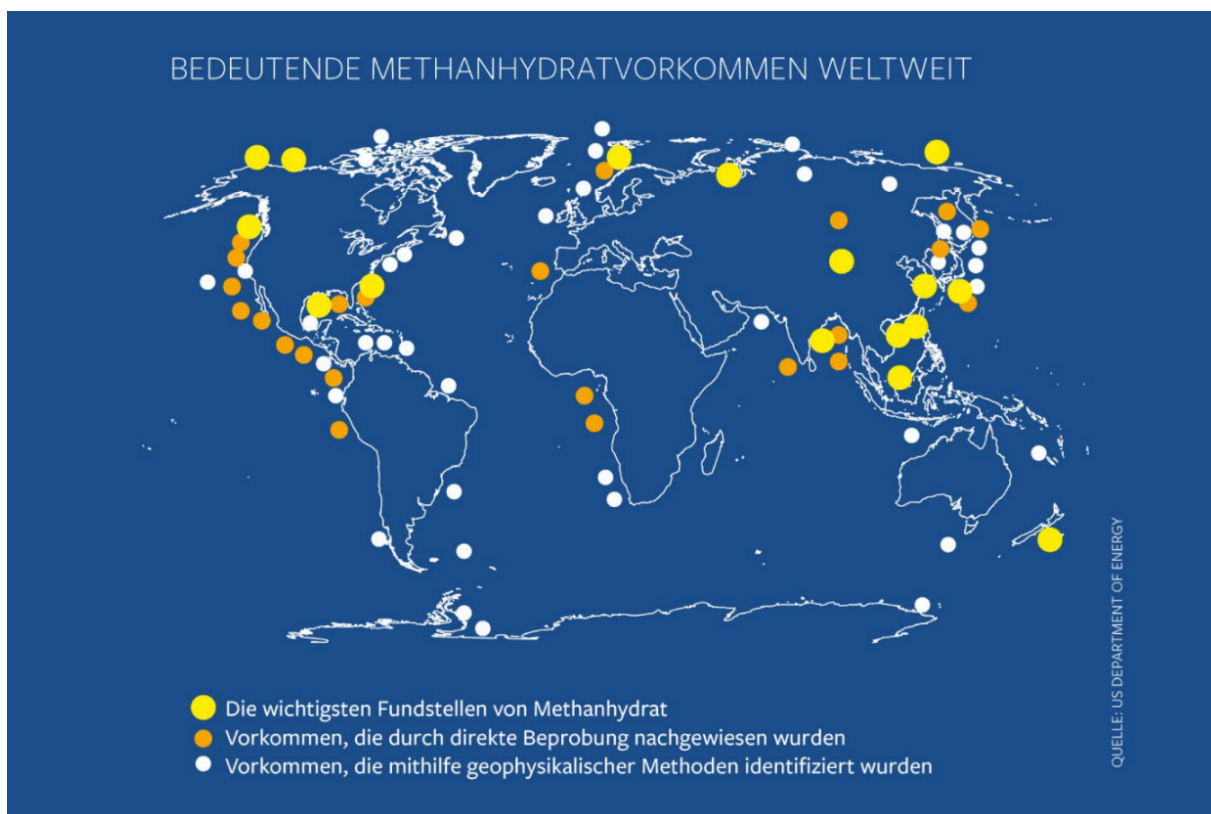 BEDEUTENDE METHANHYDRATVORKOMMEN WELTWEIT
Die wichtigsten Fundstellen von Methanhydrat
Vorkommen, die durch direkte Beprobung nachgewiesen wurden
Vorkommen, die mithilfe geophysikalischer Methoden identifiziert wurden
QUELLE: US DEPARTMENT OF ENERGY